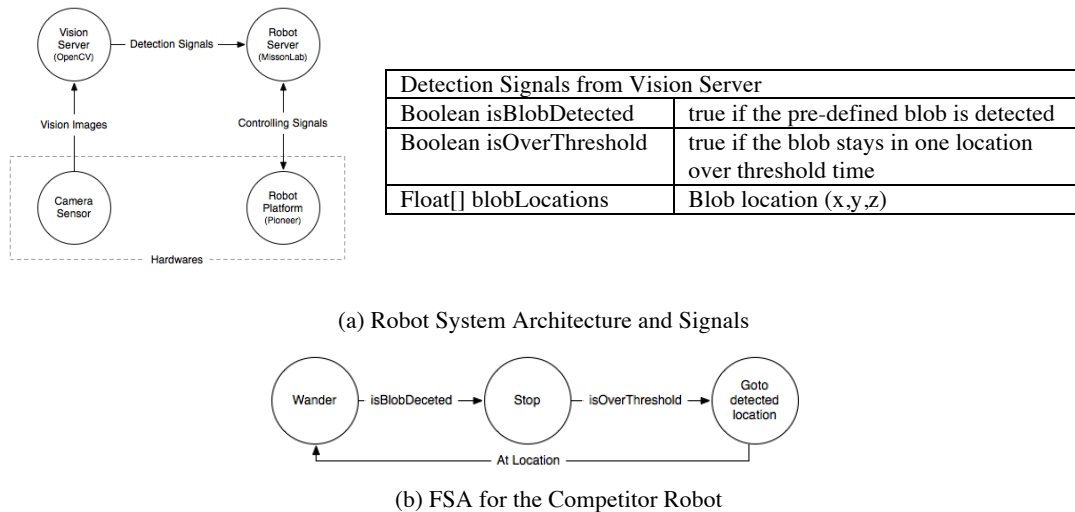 Vision
Server
(OpenCV)
Detection Signals
Robot
Server
(MissonLab)
Vision Images
Controlling Signals
Camera
Sensor
Robot
Platform
(Pioneer)
Hardwares
Detection Signals from Vision Server
Boolean isBlobDetected
true if the pre-defined blob is detected
Boolean isOverThreshold
true if the blob stays in one location
over threshold time
Float[] blobLocations
Blob location (x,y,z)
(a) Robot System Architecture and Signals
Wander
isBlobDeceted
Stop
isOverThreshold
Goto
detected
location
At Location
(b) FSA for the Competitor Robot